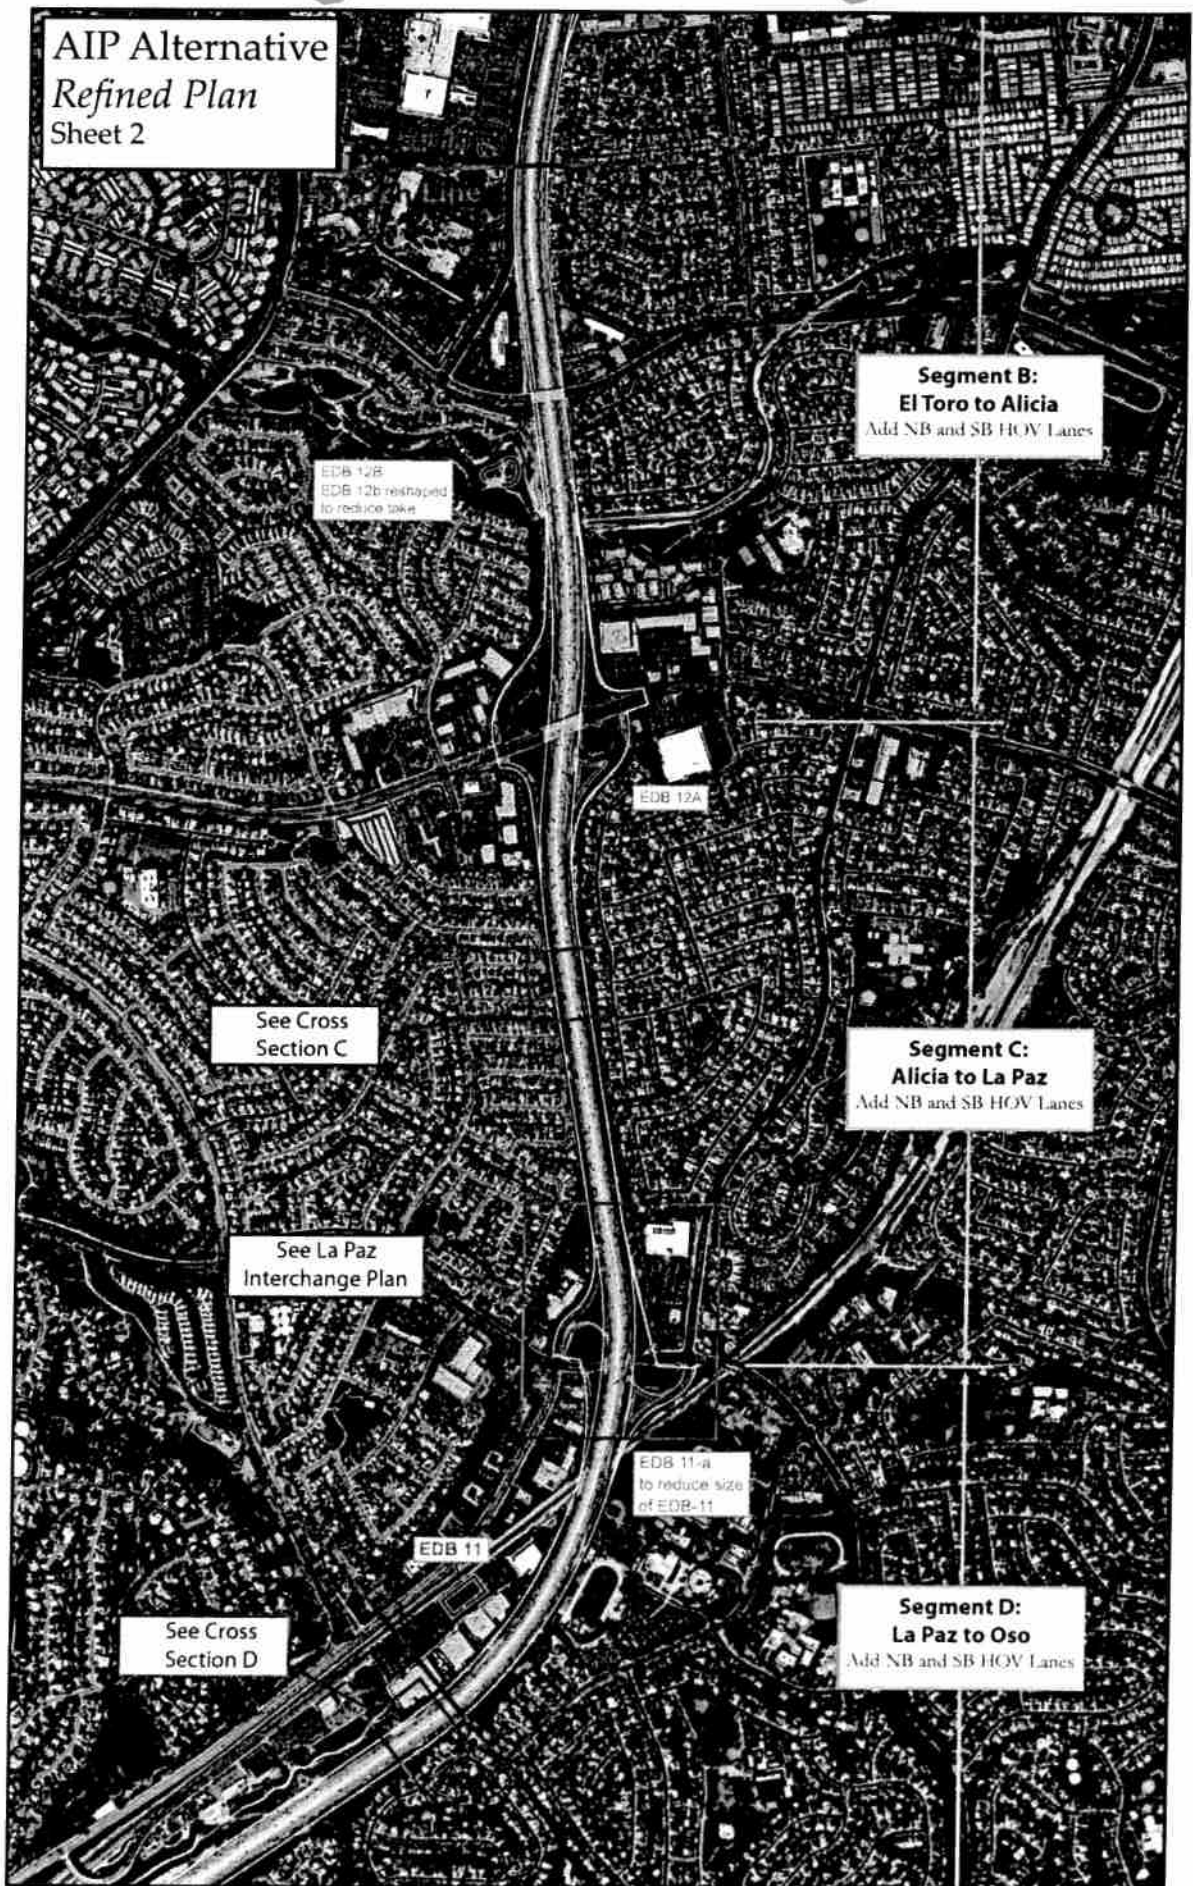 AIP Alternative
Refined Plan
Sheet 2
Segment B:
El Toro to Alicia
Add NB and SB HOV Lanes
EDB 12B
EDB 12b reshaped
to reduce take
EDB 12A
See Cross
Section C
Segment C:
Alicia to La Paz
Add NB and SB HOV Lanes
See La Paz
Interchange Plan
EDB 11-a
to reduce size
of EDB-11
EDB 11
See Cross
Section D
Segment D:
La Paz to Oso
Add NB and SB HOV Lanes